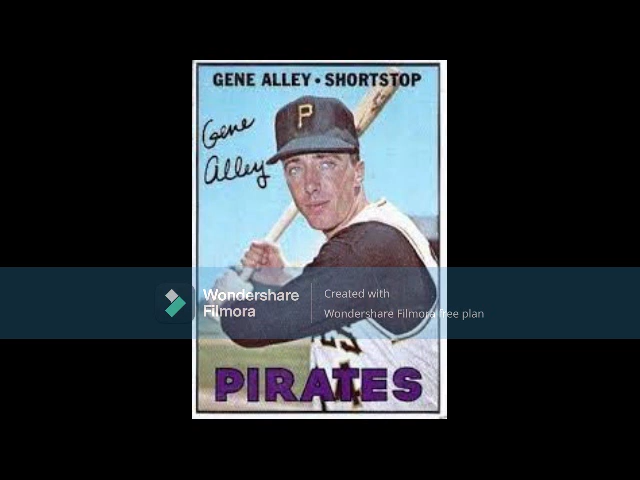 GENE ALLEY • SHORTSTOP
P
Gene
Alley
Wondershare
Filmora
Created with
Wondershare Filmora free plan
PIRATES